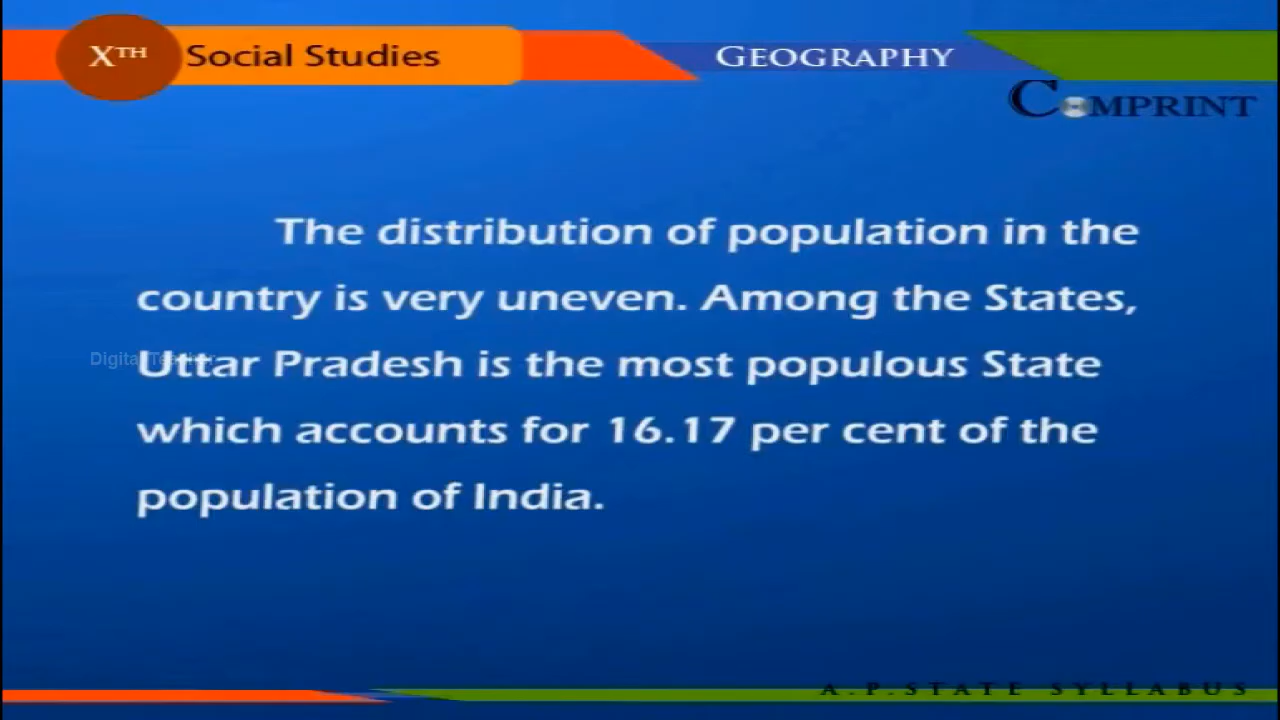 XTH Social Studies
GEOGRAPHY
COMPRINT
The distribution of population in the
country is very uneven. Among the States,
Uttar Pradesh is the most populous State
which accounts for 16.17 per cent of the
population of India.
Digital Teacher
A.P.STATE SYLLABUS